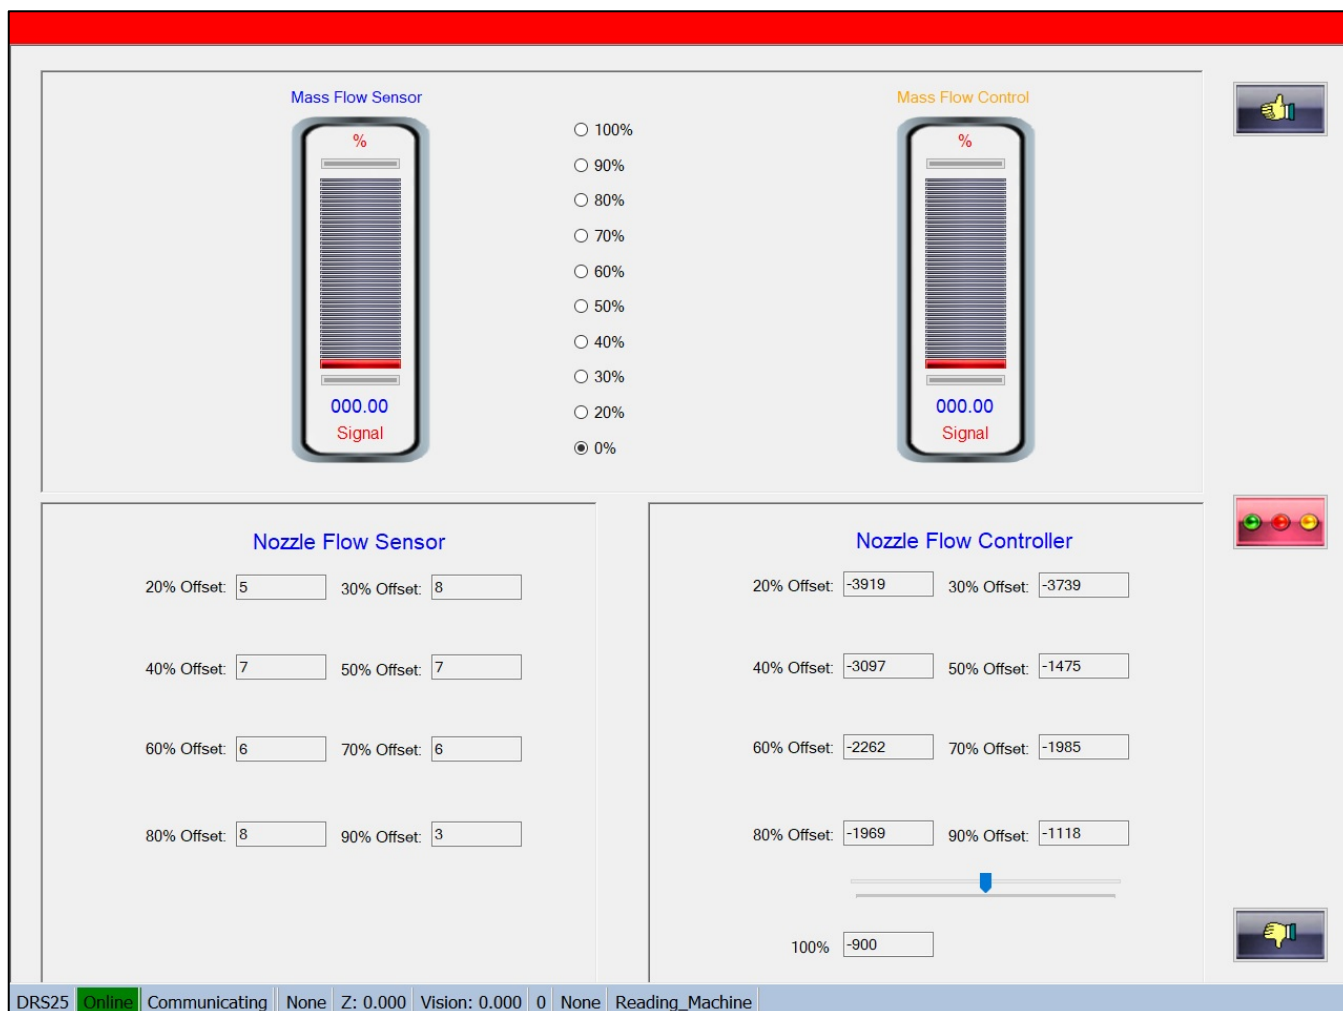 Mass Flow Sensor
Mass Flow Control
%
%
100%
90%
80%
70%
60%
50%
40%
30%
20%
0%
000.00
Signal
000.00
Signal
Nozzle Flow Sensor
20% Offset: 5 30% Offset: 8
40% Offset: 7 50% Offset: 7
60% Offset: 6 70% Offset: 6
80% Offset: 8 90% Offset: 3
Nozzle Flow Controller
20% Offset: -3919 30% Offset: -3739
40% Offset: -3097 50% Offset: -1475
60% Offset: -2262 70% Offset: -1985
80% Offset: -1969 90% Offset: -1118
100% -900
DRS25 Online Communicating None Z: 0.000 Vision: 0.000 0 None Reading_Machine